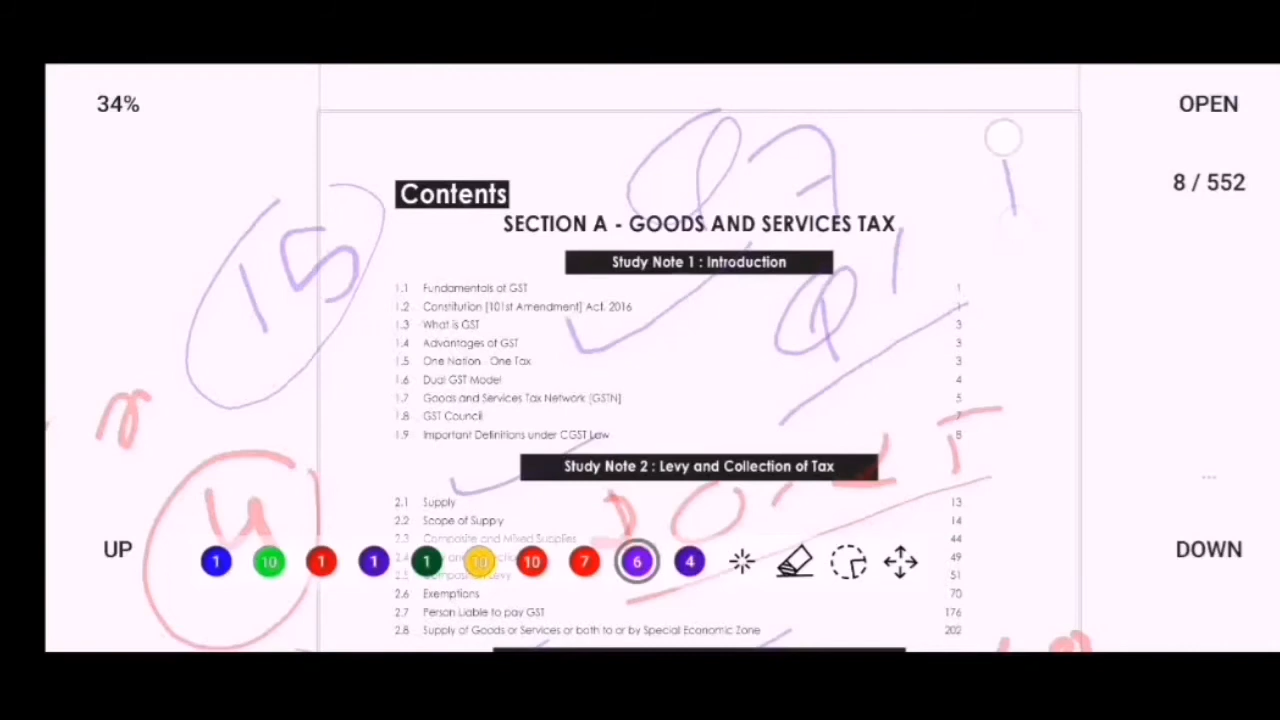 34%
OPEN
8 / 552
Contents
SECTION A - GOODS AND SERVICES TAX
Study Note 1 : Introduction
1.1 Fundamentals of GST 1
1.2 Constitution [101st Amendment] Act, 2016 1
1.3 What is GST 3
1.4 Advantages of GST 3
1.5 One Nation - One Tax 3
1.6 Dual GST Model 4
1.7 Goods and Services Tax Network [GSTN] 5
1.8 GST Council 7
1.9 Important Definitions under CGST Law 8
15
Study Note 2 : Levy and Collection of Tax
2.1 Supply 13
2.2 Scope of Supply 14
2.3 Composite and Mixed Supplies 44
UP
DOWN
1 10 1 1 1 10 10 7 6 4
49
2.5 Levy 51
2.6 Exemptions 70
2.7 Person Liable to pay GST 176
2.8 Supply of Goods or Services or both to or by Special Economic Zone 202